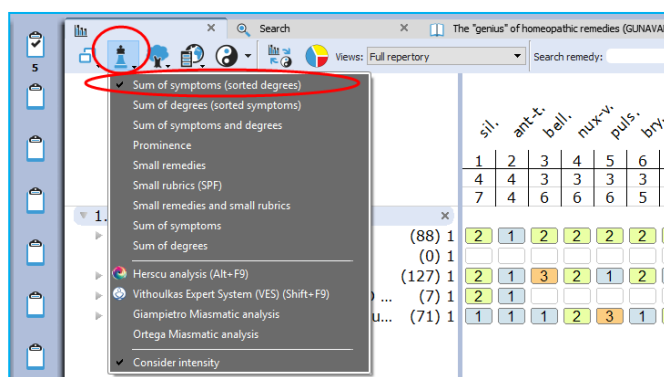 Search
The "genius" of homeopathic remedies (GUNAVAN
5
Views: Full repertory
Search remedy:
Sum of symptoms (sorted degrees)
Sum of degrees (sorted symptoms)
Sum of symptoms and degrees
Prominence
Small remedies
Small rubrics (SPF)
Small remedies and small rubrics
Sum of symptoms
Sum of degrees
Herscu analysis (Alt+F9)
Vithoulkas Expert System (VES) (Shift+F9)
Giampietro Miasmatic analysis
Ortega Miasmatic analysis
Consider intensity
sil. ant-t. bell. nux-v. puls. bry.
1 2 3 4 5 6
4 4 3 3 3 3
7 4 6 6 6 5
1.
(88) 1 2 1 2 2 2 2
(0) 1
(127) 1 2 1 3 2 1 2
... (7) 1 2 1
u... (71) 1 1 1 1 2 3 1